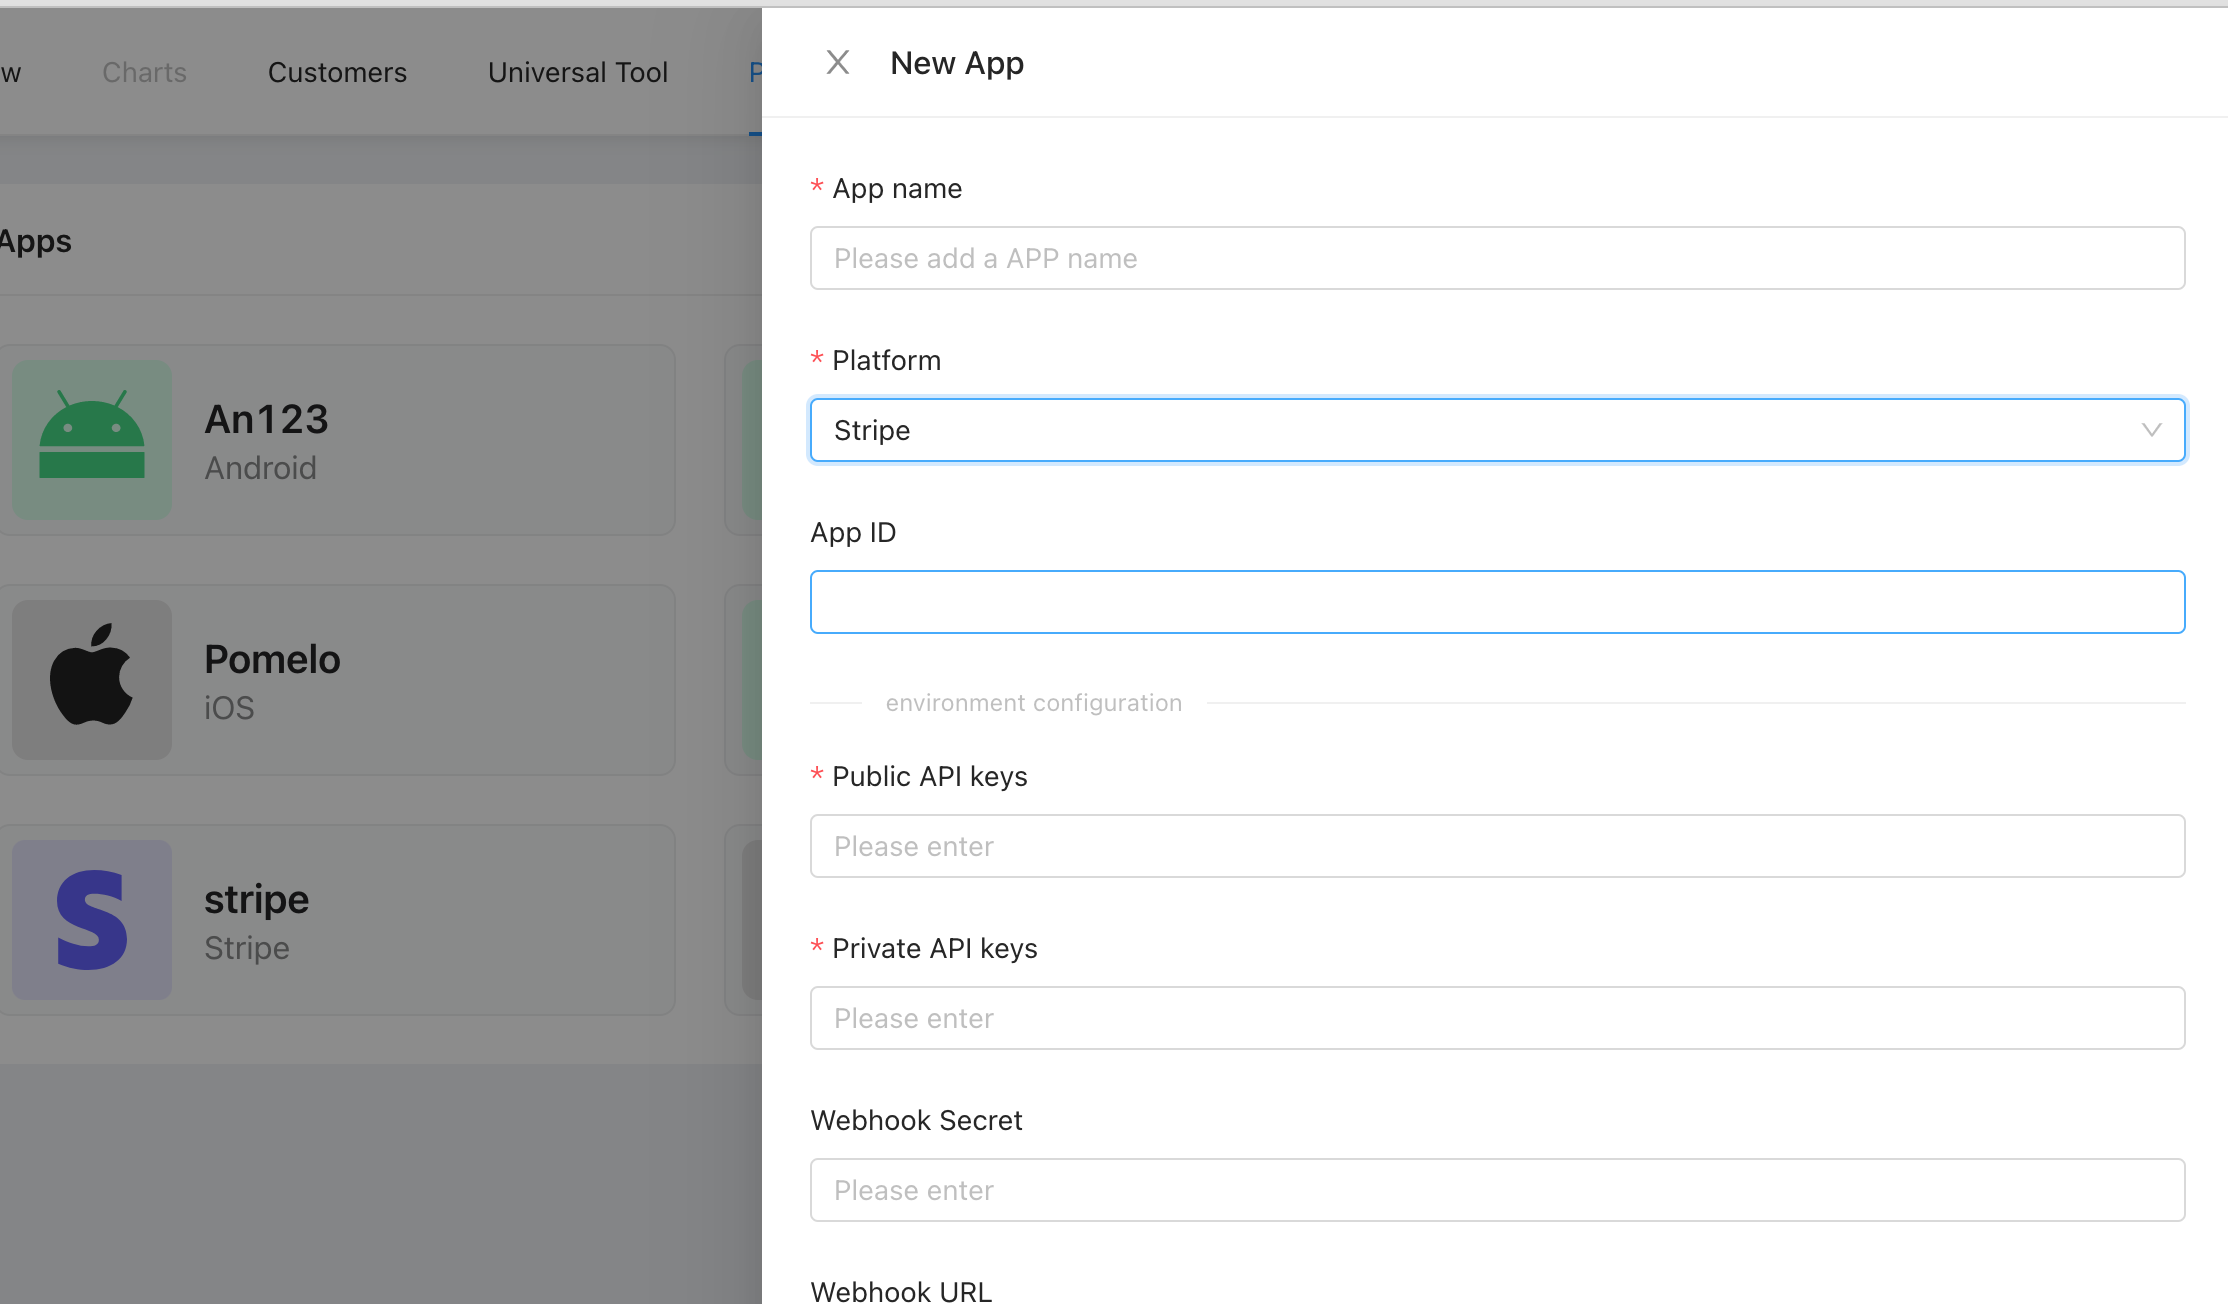 w Charts Customers Universal Tool P
Apps
An123
Android
Pomelo
iOS
stripe
Stripe
New App
* App name
Please add a APP name
* Platform
Stripe
App ID
environment configuration
* Public API keys
Please enter
* Private API keys
Please enter
Webhook Secret
Please enter
Webhook URL